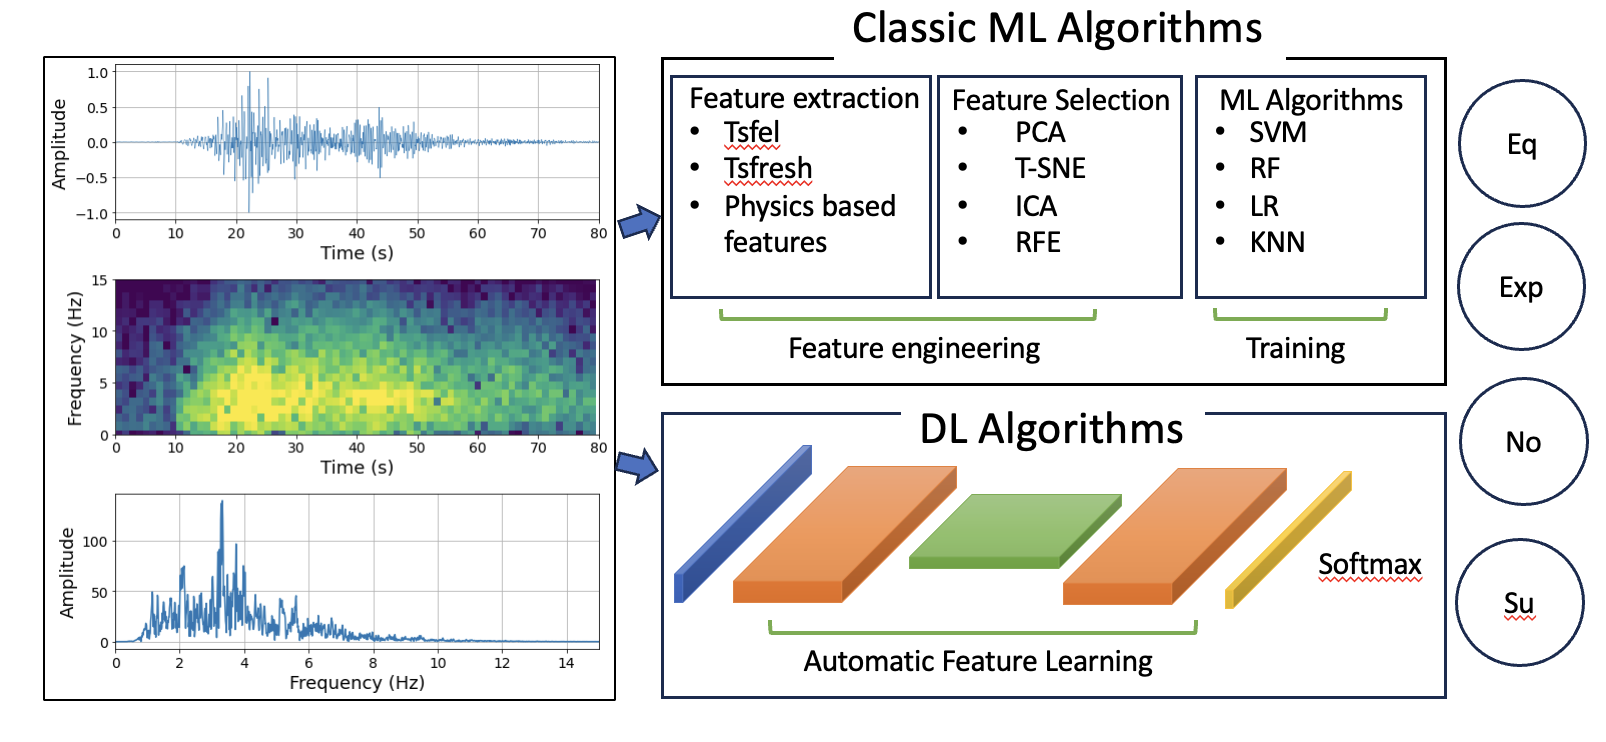 Classic ML Algorithms
1.0
0.5
0.0
−0.5
−1.0
Amplitude
0 10 20 30 40 50 60 70 80
Time (s)
15
10
5
0
Frequency (Hz)
0 10 20 30 40 50 60 70 80
Time (s)
100
50
0
Amplitude
0 2 4 6 8 10 12 14
Frequency (Hz)
Feature extraction
• Tsfel
• Tsfresh
• Physics based
features
Feature Selection
• PCA
• T-SNE
• ICA
• RFE
ML Algorithms
• SVM
• RF
• LR
• KNN
Feature engineering
Training
DL Algorithms
Softmax
Automatic Feature Learning
Eq
Exp
No
Su